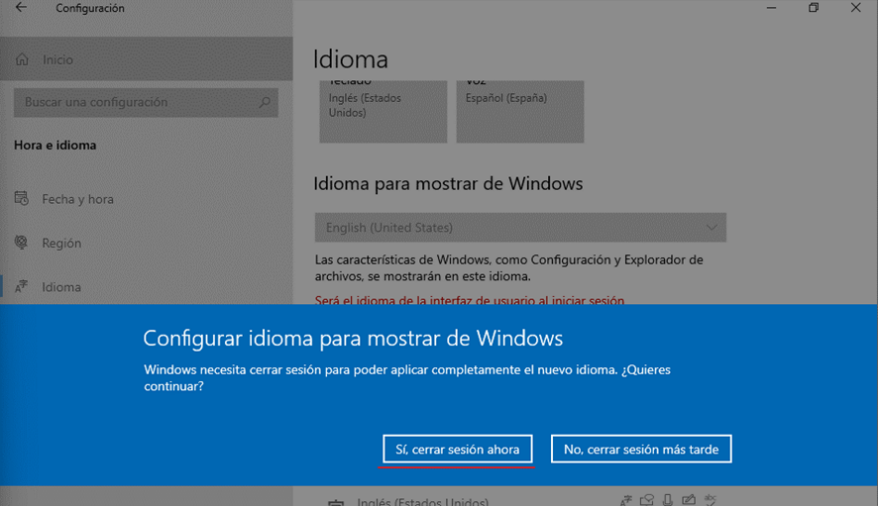 Configuración
Inicio
Buscar una configuración
Hora e idioma
Fecha y hora
Región
Idioma
Idioma
Teclado
Inglés (Estados
Unidos)
Voz
Español (España)
Idioma para mostrar de Windows
English (United States)
Las características de Windows, como Configuración y Explorador de
archivos, se mostrarán en este idioma.
Será el idioma de la interfaz de usuario al iniciar sesión
Configurar idioma para mostrar de Windows
Windows necesita cerrar sesión para poder aplicar completamente el nuevo idioma. ¿Quieres
continuar?
Sí, cerrar sesión ahora
No, cerrar sesión más tarde
Inglés (Estados Unidos)